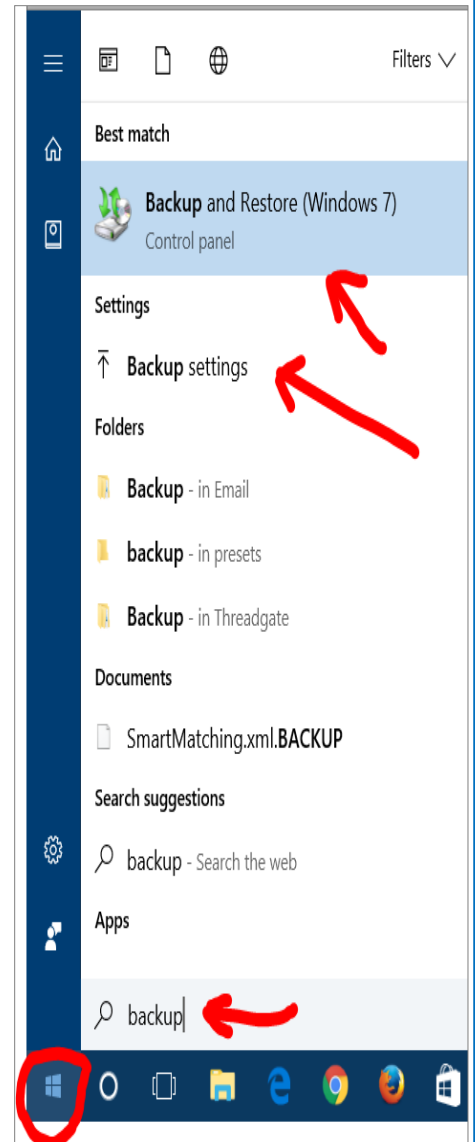 Filters
Best match
Backup and Restore (Windows 7)
Control panel
Settings
Backup settings
Folders
Backup - in Email
backup - in presets
Backup - in Threadgate
Documents
SmartMatching.xml.BACKUP
Search suggestions
backup - Search the web
Apps
backup